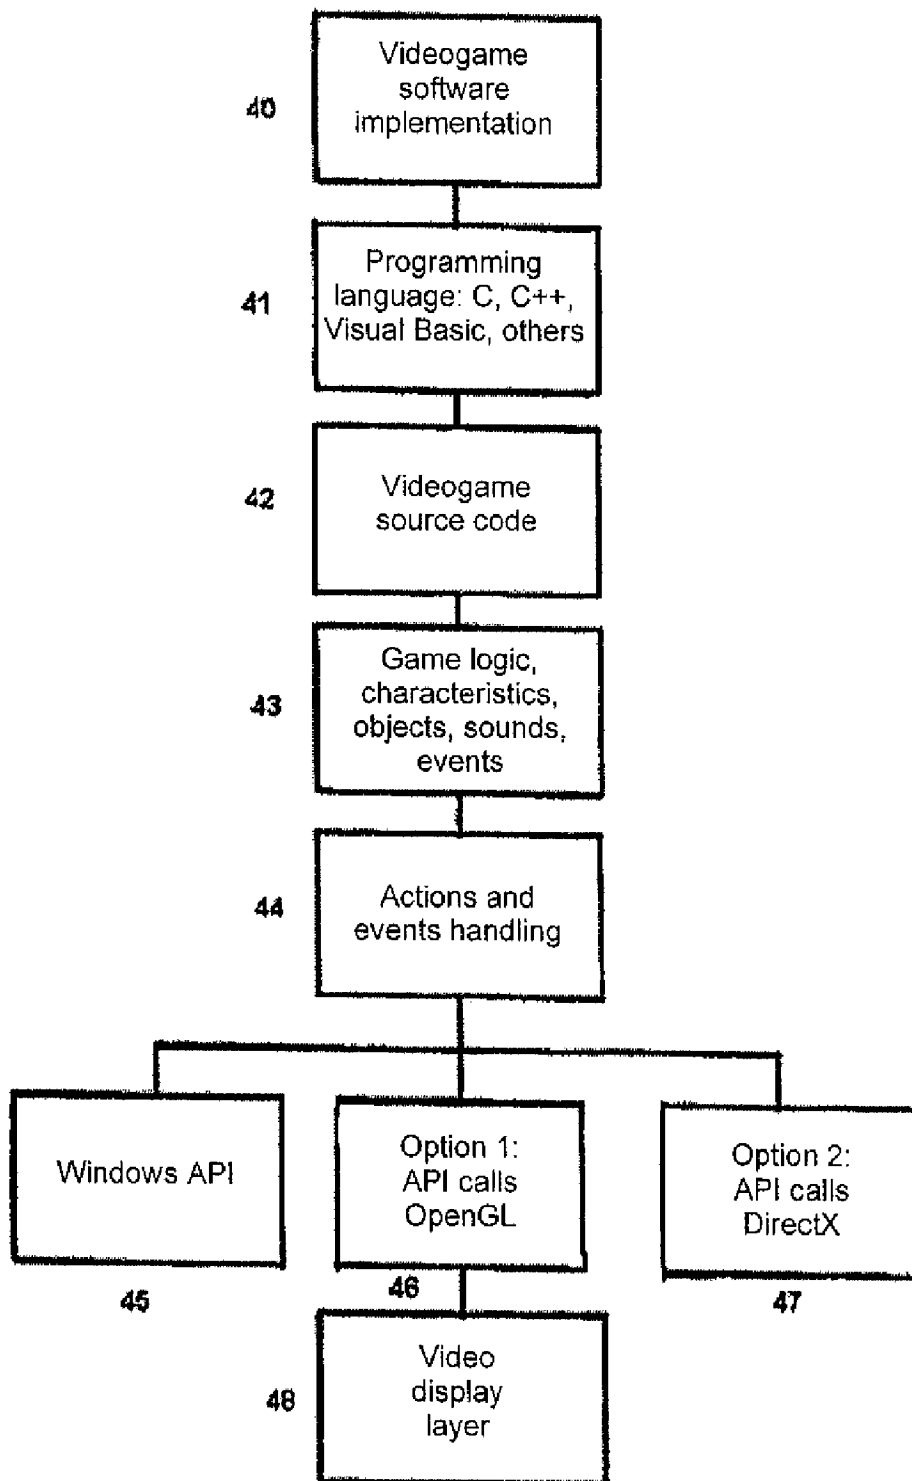 Videogame
software
implementation
40
Programming
language: C, C++,
Visual Basic, others
41
Videogame
source code
42
Game logic,
characteristics,
objects, sounds,
events
43
Actions and
events handling
44
Windows API
45
Option 1:
API calls
OpenGL
46
Option 2:
API calls
DirectX
47
Video
display
layer
48